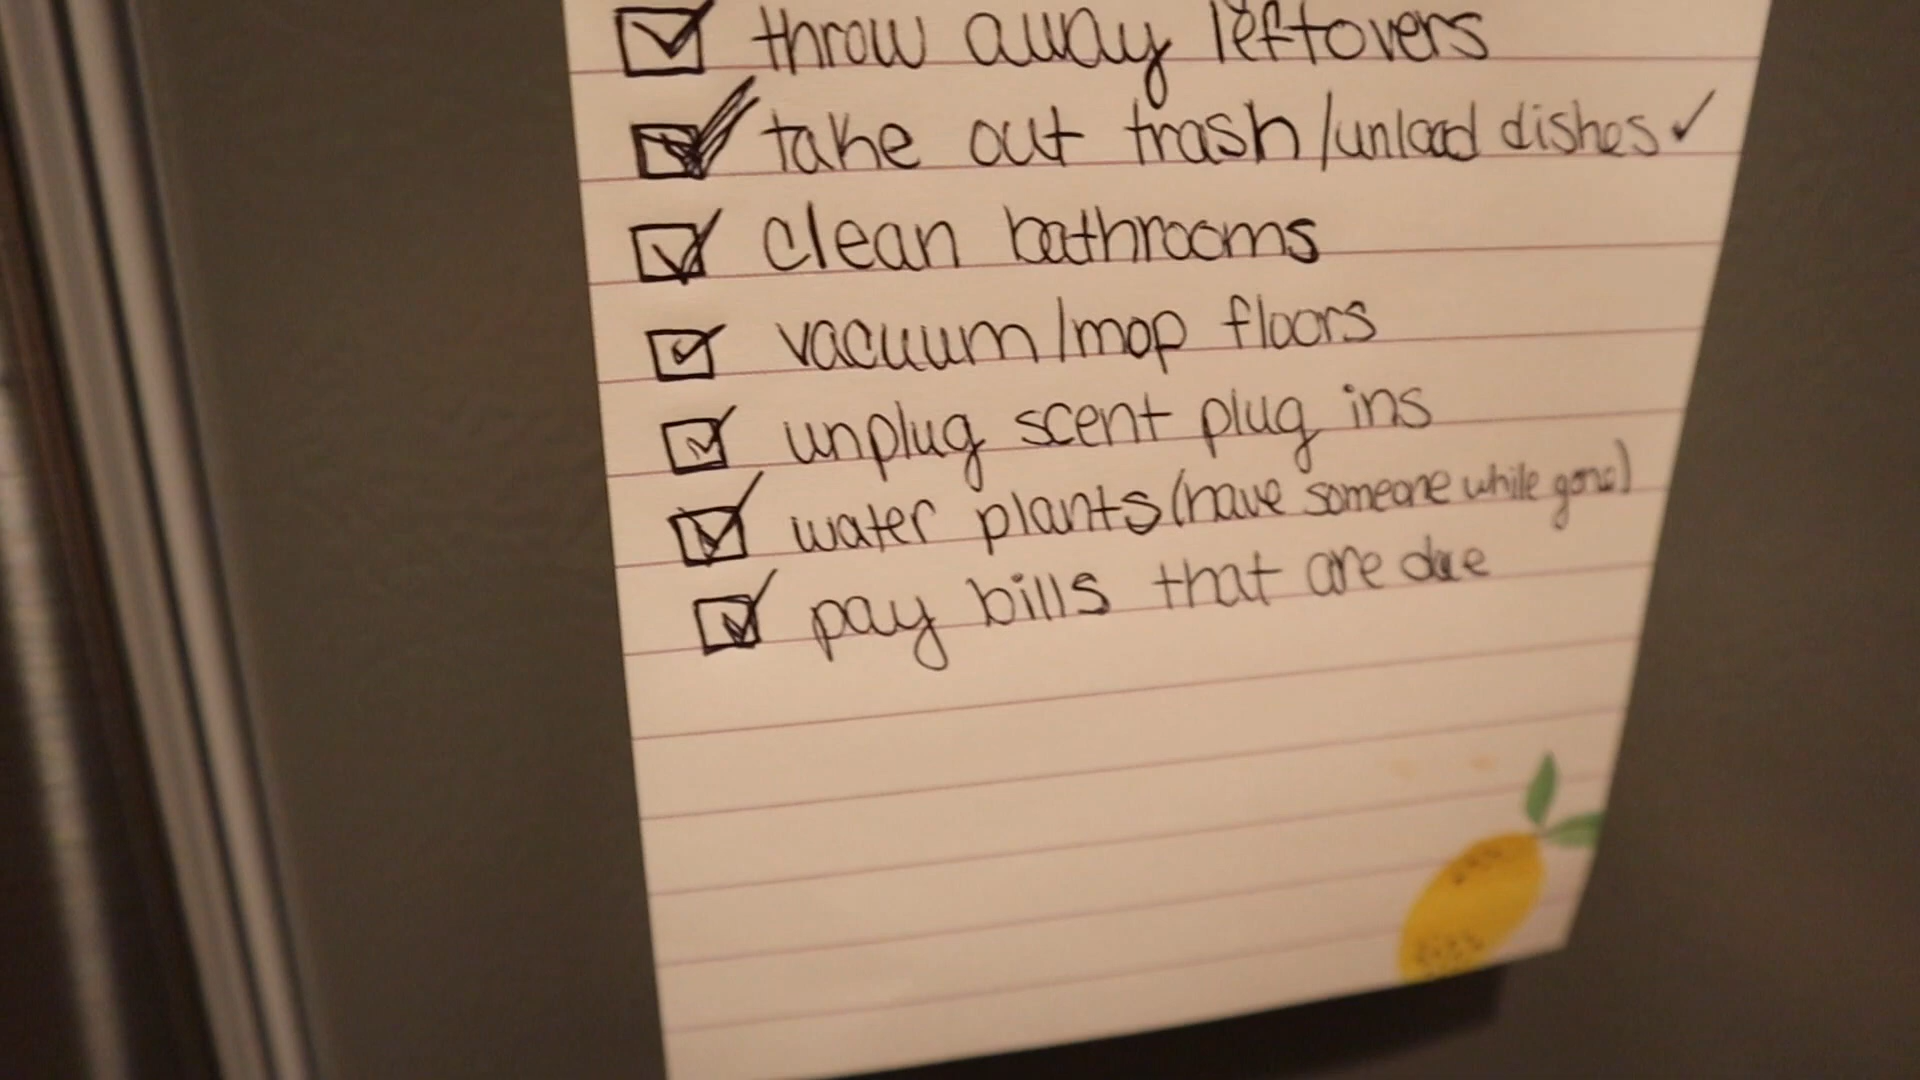 throw away leftovers
take out trash/unload dishes ✓
clean bathrooms
vacuum/mop floors
unplug scent plug ins
water plants (have someone while gone)
pay bills that are due